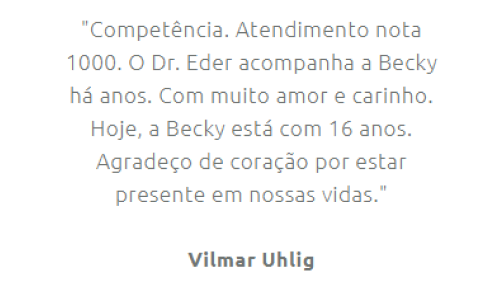 "Competência. Atendimento nota
1000. O Dr. Eder acompanha a Becky
há anos. Com muito amor e carinho.
Hoje, a Becky está com 16 anos.
Agradeço de coração por estar
presente em nossas vidas."
Vilmar Uhlig